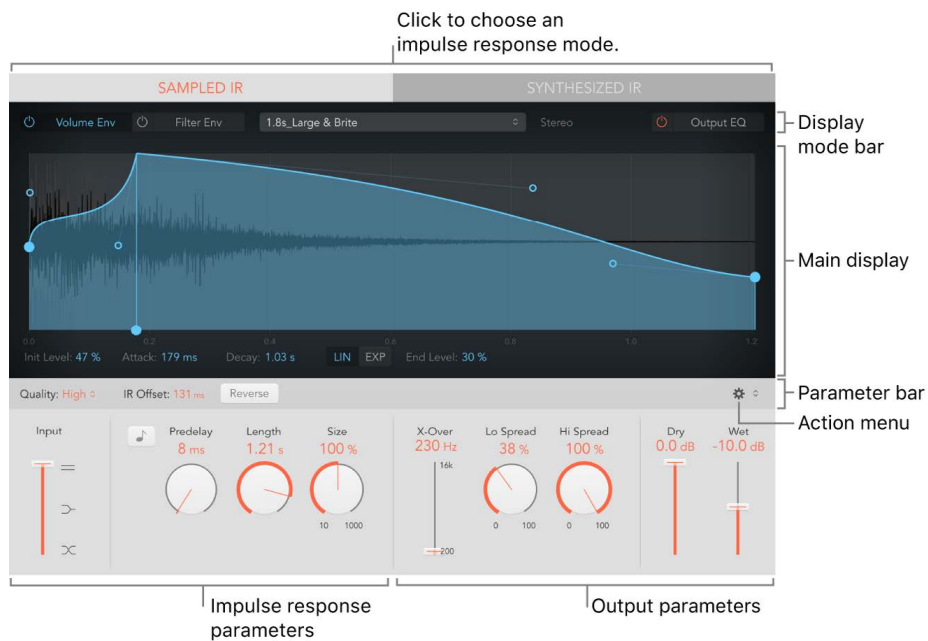 Click to choose an
impulse response mode.
SAMPLED IR
SYNTHESIZED IR
Volume Env
Filter Env
1.8s_Large & Brite
Stereo
Output EQ
Display
mode bar
Main display
0.0 0.2 0.4 0.6 0.8 1.0 1.2
Init Level: 47 % Attack: 179 ms Decay: 1.03 s LIN EXP End Level: 30 %
Quality: High IR Offset: 131 ms Reverse
Parameter bar
Action menu
Input Predelay Length Size X-Over Lo Spread Hi Spread Dry Wet
8 ms 1.21 s 100 % 230 Hz 38 % 100 % 0.0 dB -10.0 dB
16k
10 1000 0 100 0 100
200
Impulse response
parameters
Output parameters